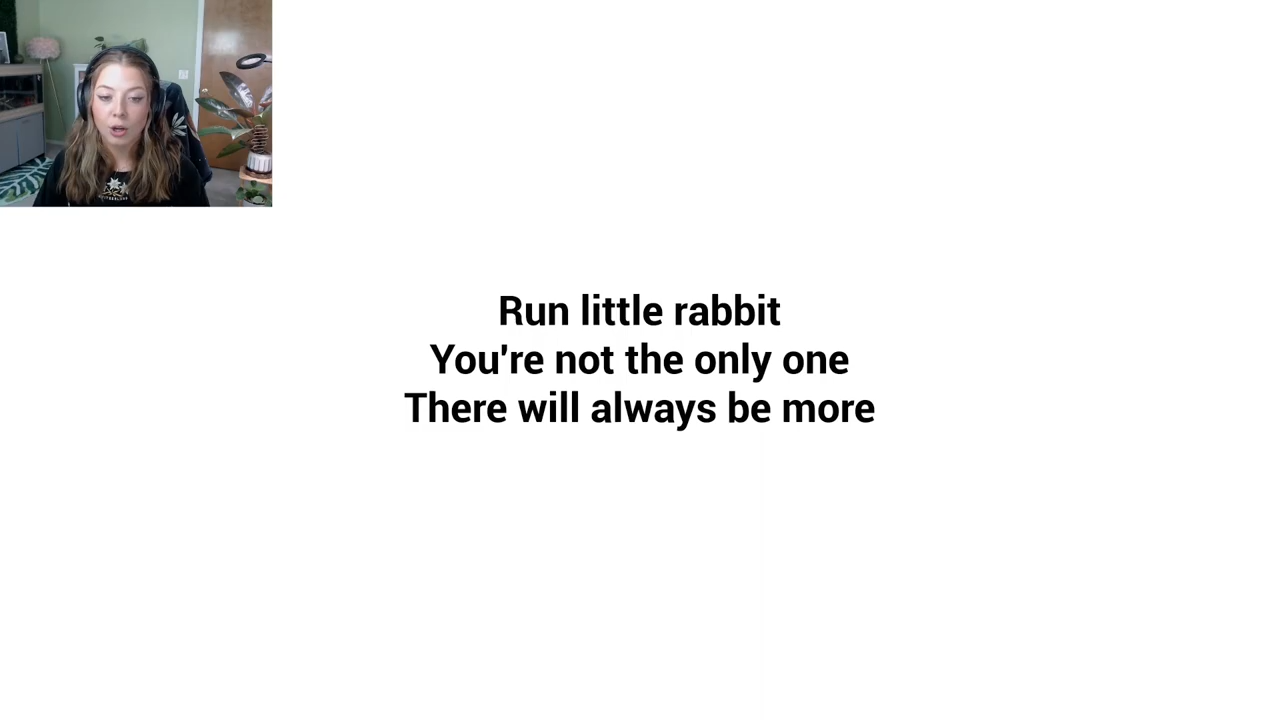 Run little rabbit
You're not the only one
There will always be more